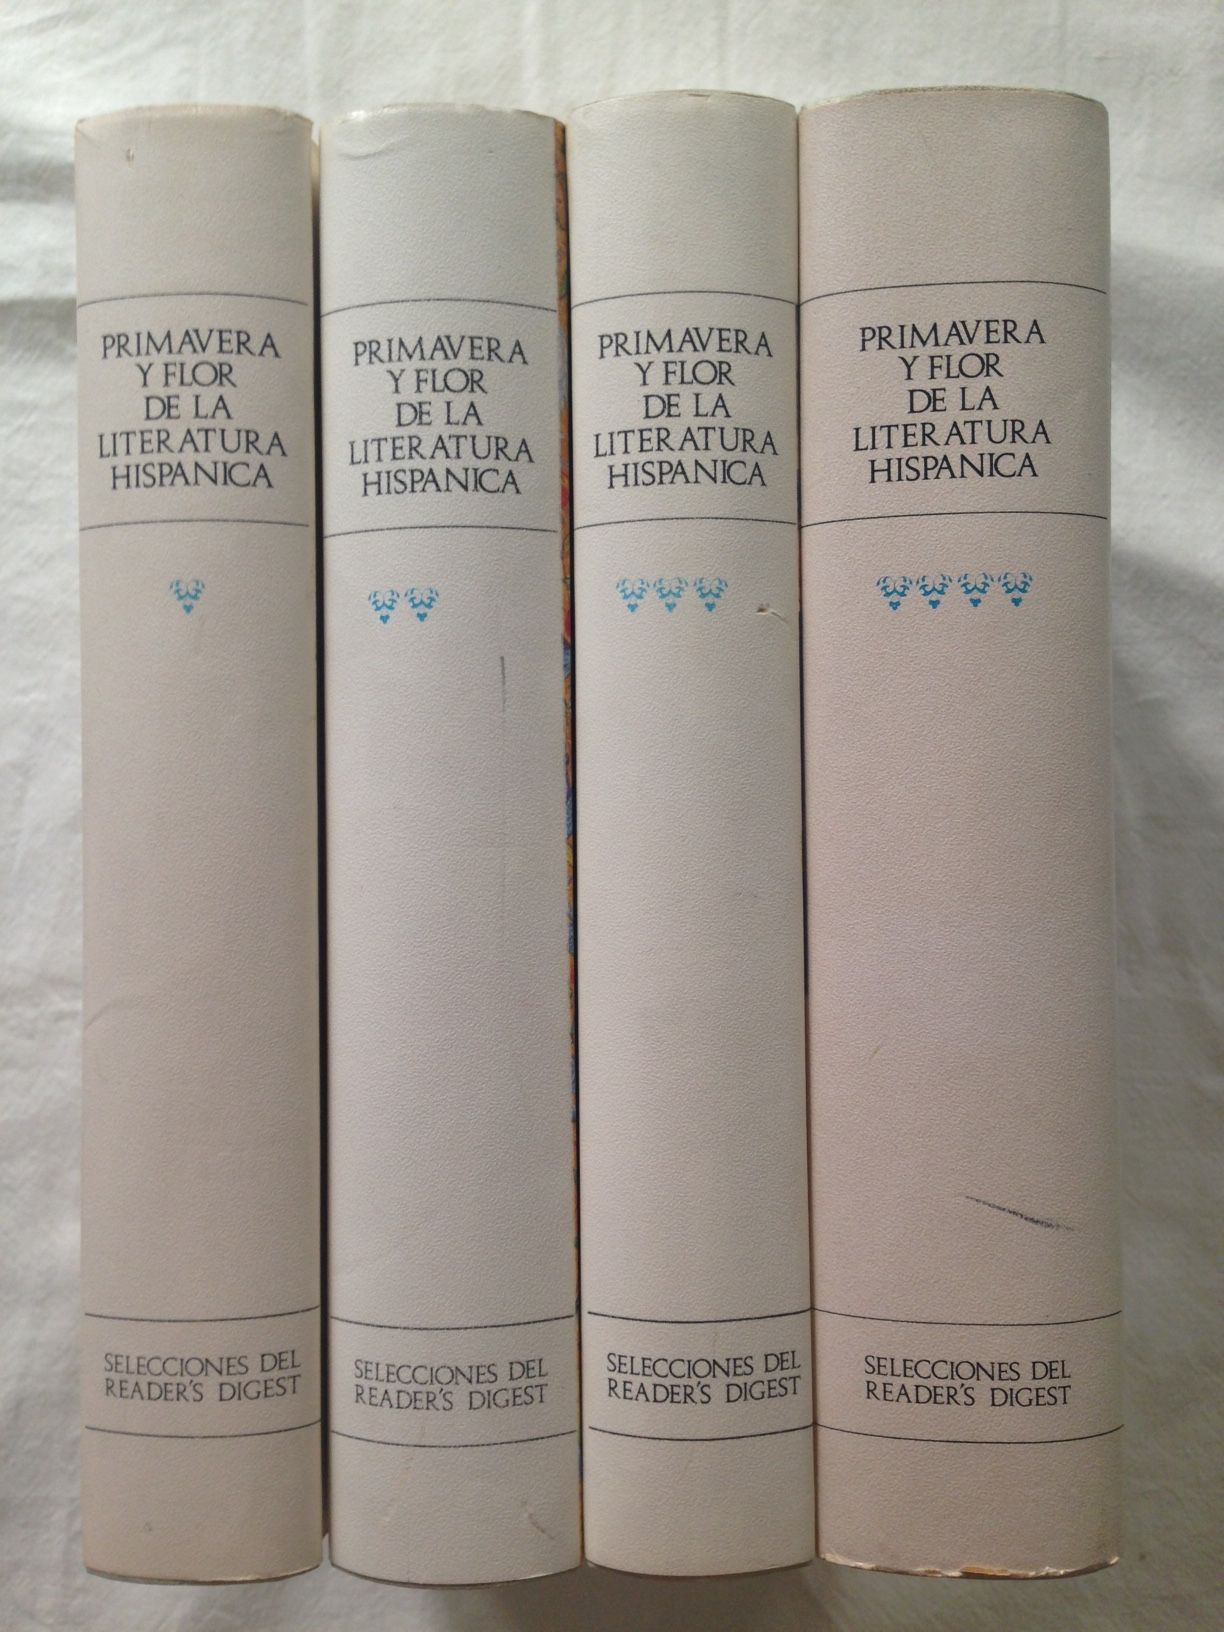 PRIMAVERA
Y FLOR
DE LA
LITERATURA
HISPANICA
SELECCIONES DEL
READER'S DIGEST
PRIMAVERA
Y FLOR
DE LA
LITERATURA
HISPANICA
SELECCIONES DEL
READER'S DIGEST
PRIMAVERA
Y FLOR
DE LA
LITERATURA
HISPANICA
SELECCIONES DEL
READER'S DIGEST
PRIMAVERA
Y FLOR
DE LA
LITERATURA
HISPANICA
SELECCIONES DEL
READER'S DIGEST